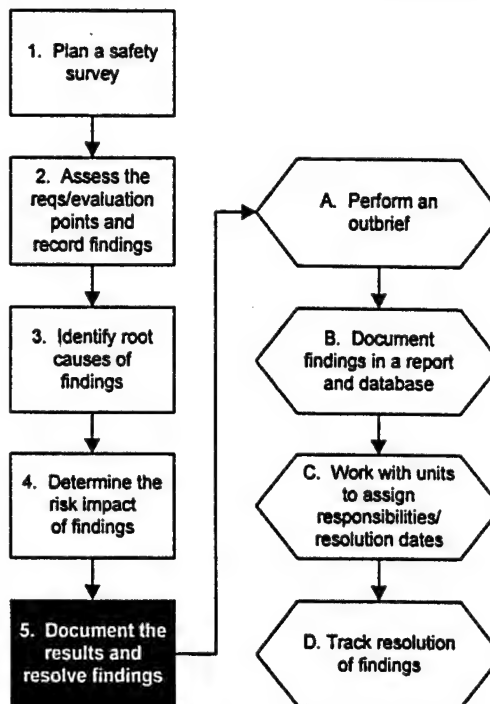 1. Plan a safety
survey
2. Assess the
reqs/evaluation
points and
record findings
3. Identify root
causes of
findings
4. Determine the
risk impact
of findings
5. Document the
results and
resolve findings
A. Perform an
outbrief
B. Document
findings in a report
and database
C. Work with units
to assign
responsibilities/
resolution dates
D. Track resolution
of findings